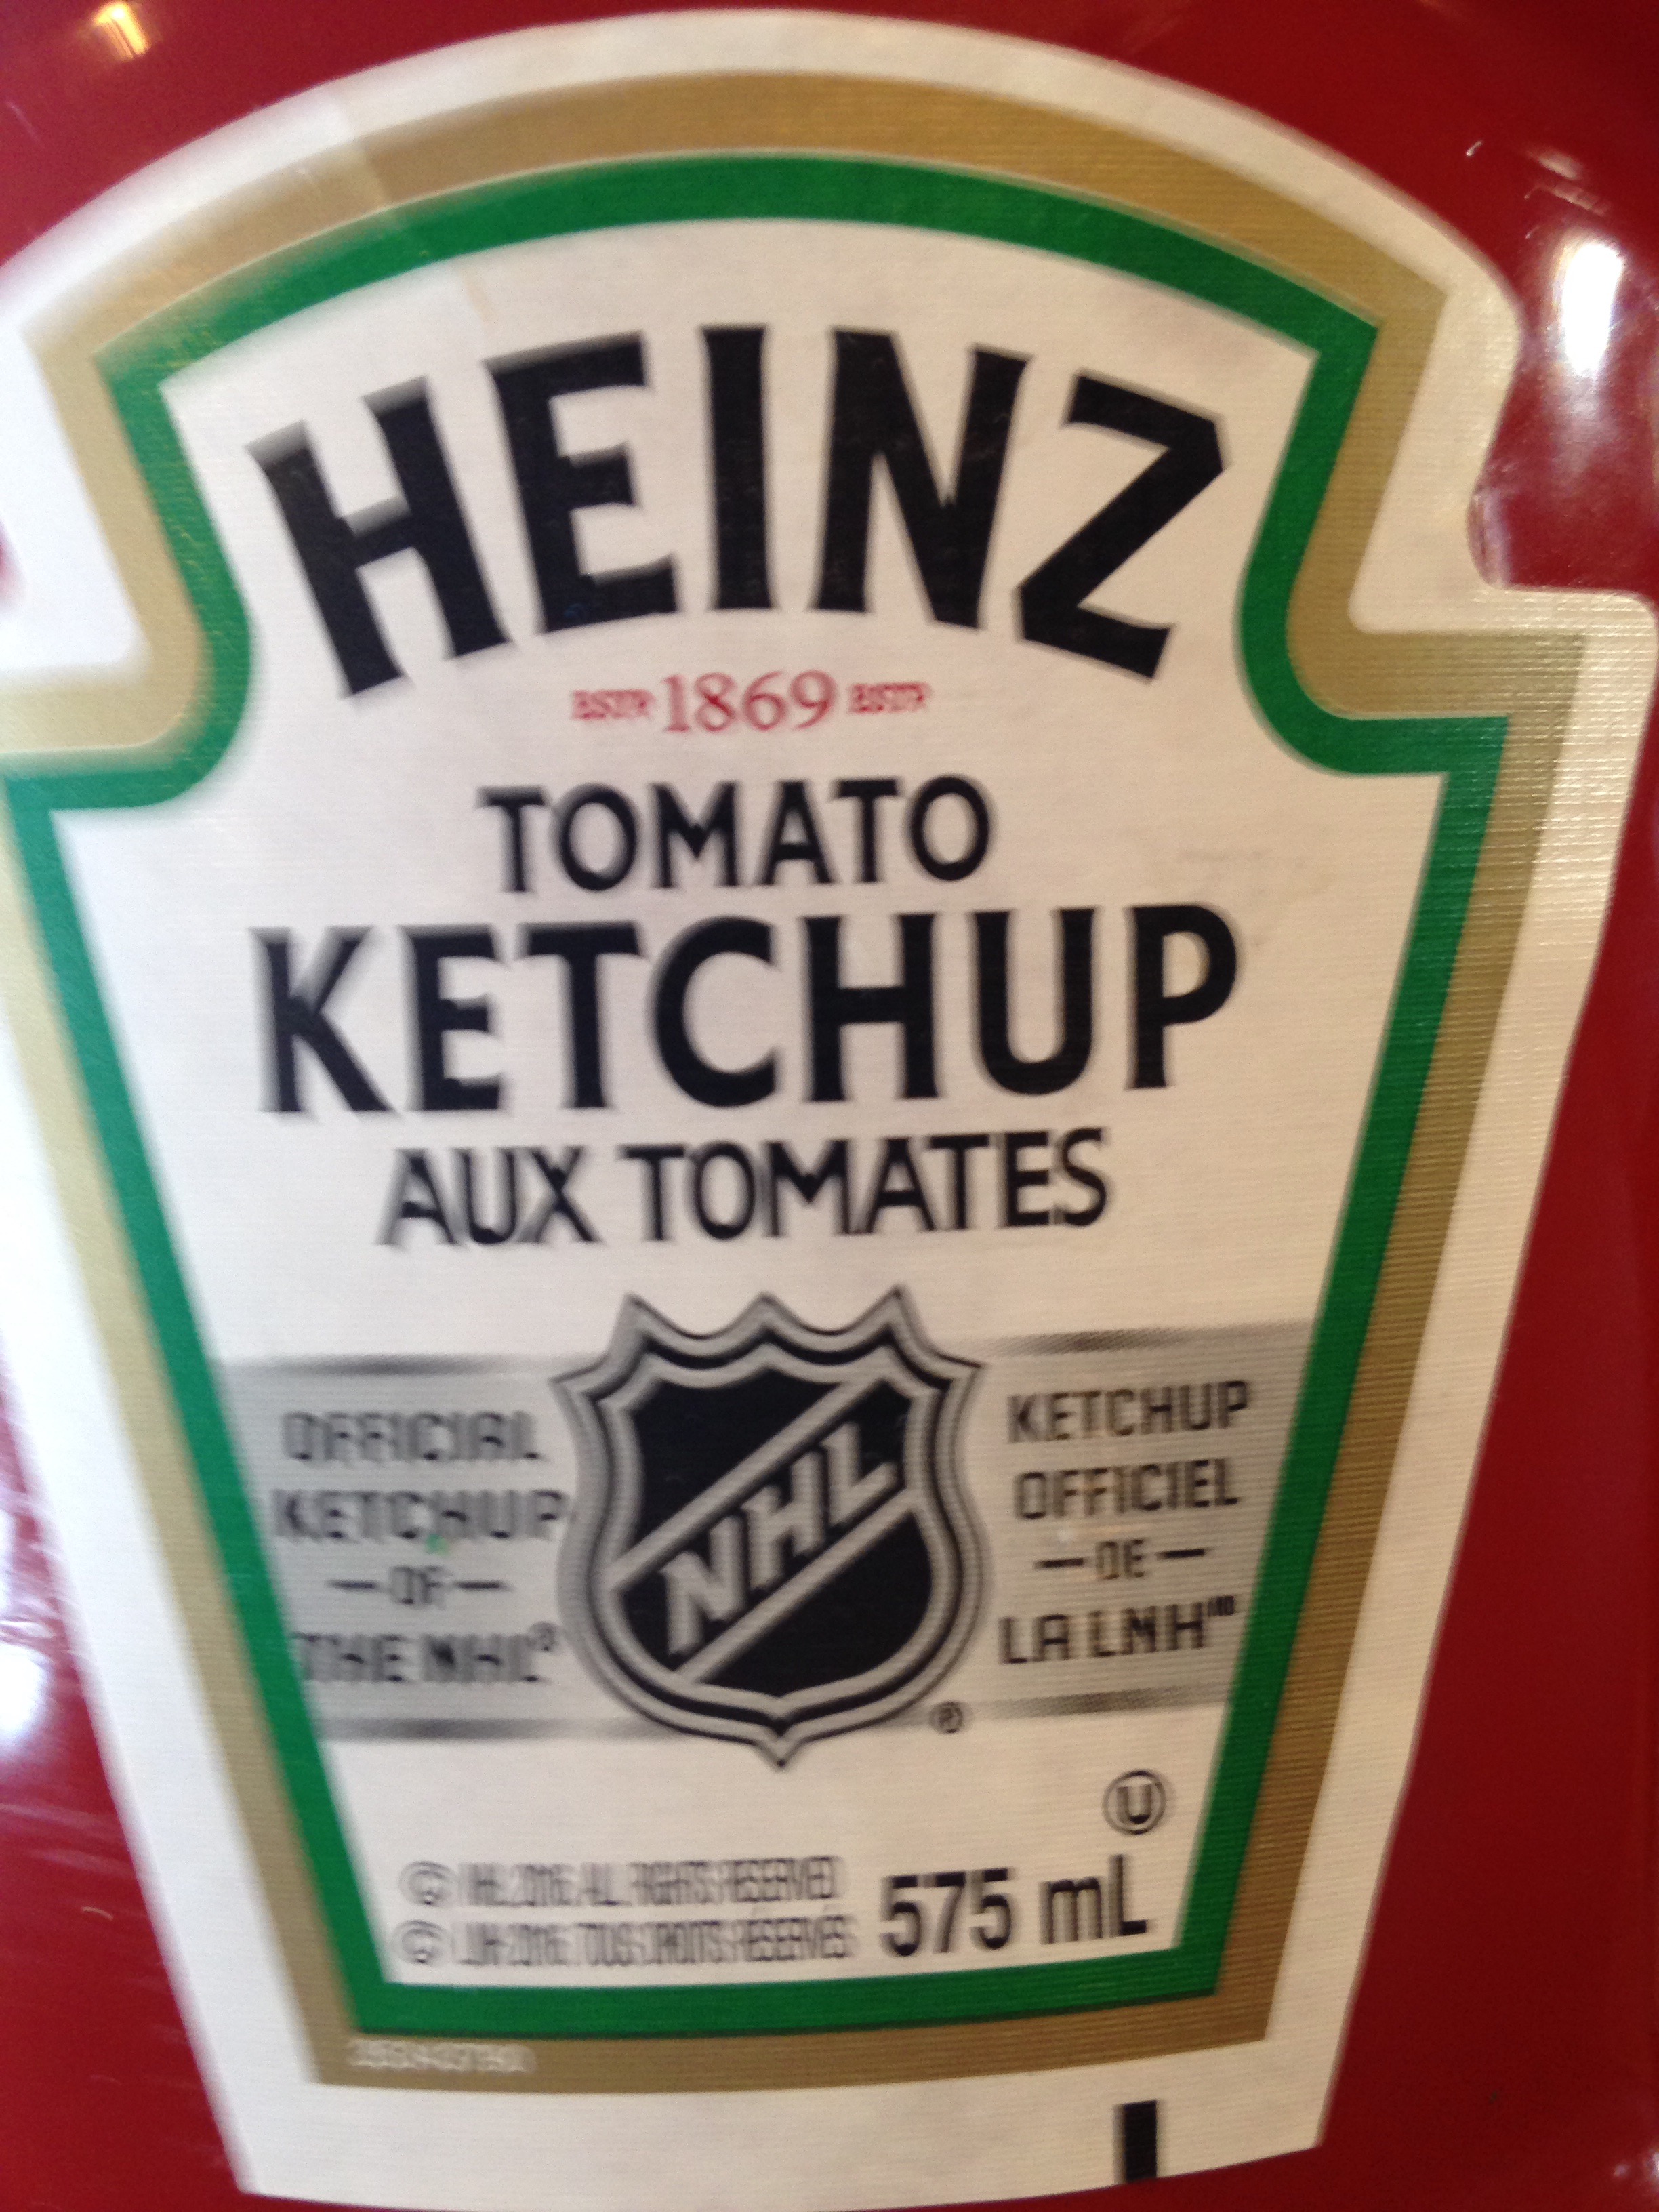 HEINZ
ESTD 1869 ESTD
TOMATO
KETCHUP
AUX TOMATES
OFFICIAL
KETCHUP
— OF —
THE NHL®
NHL
®
KETCHUP
OFFICIEL
— DE —
LA LNH MD
U
© NHL 2016. ALL RIGHTS RESERVED
© LNH 2016. TOUS DROITS RÉSERVÉS
575 mL